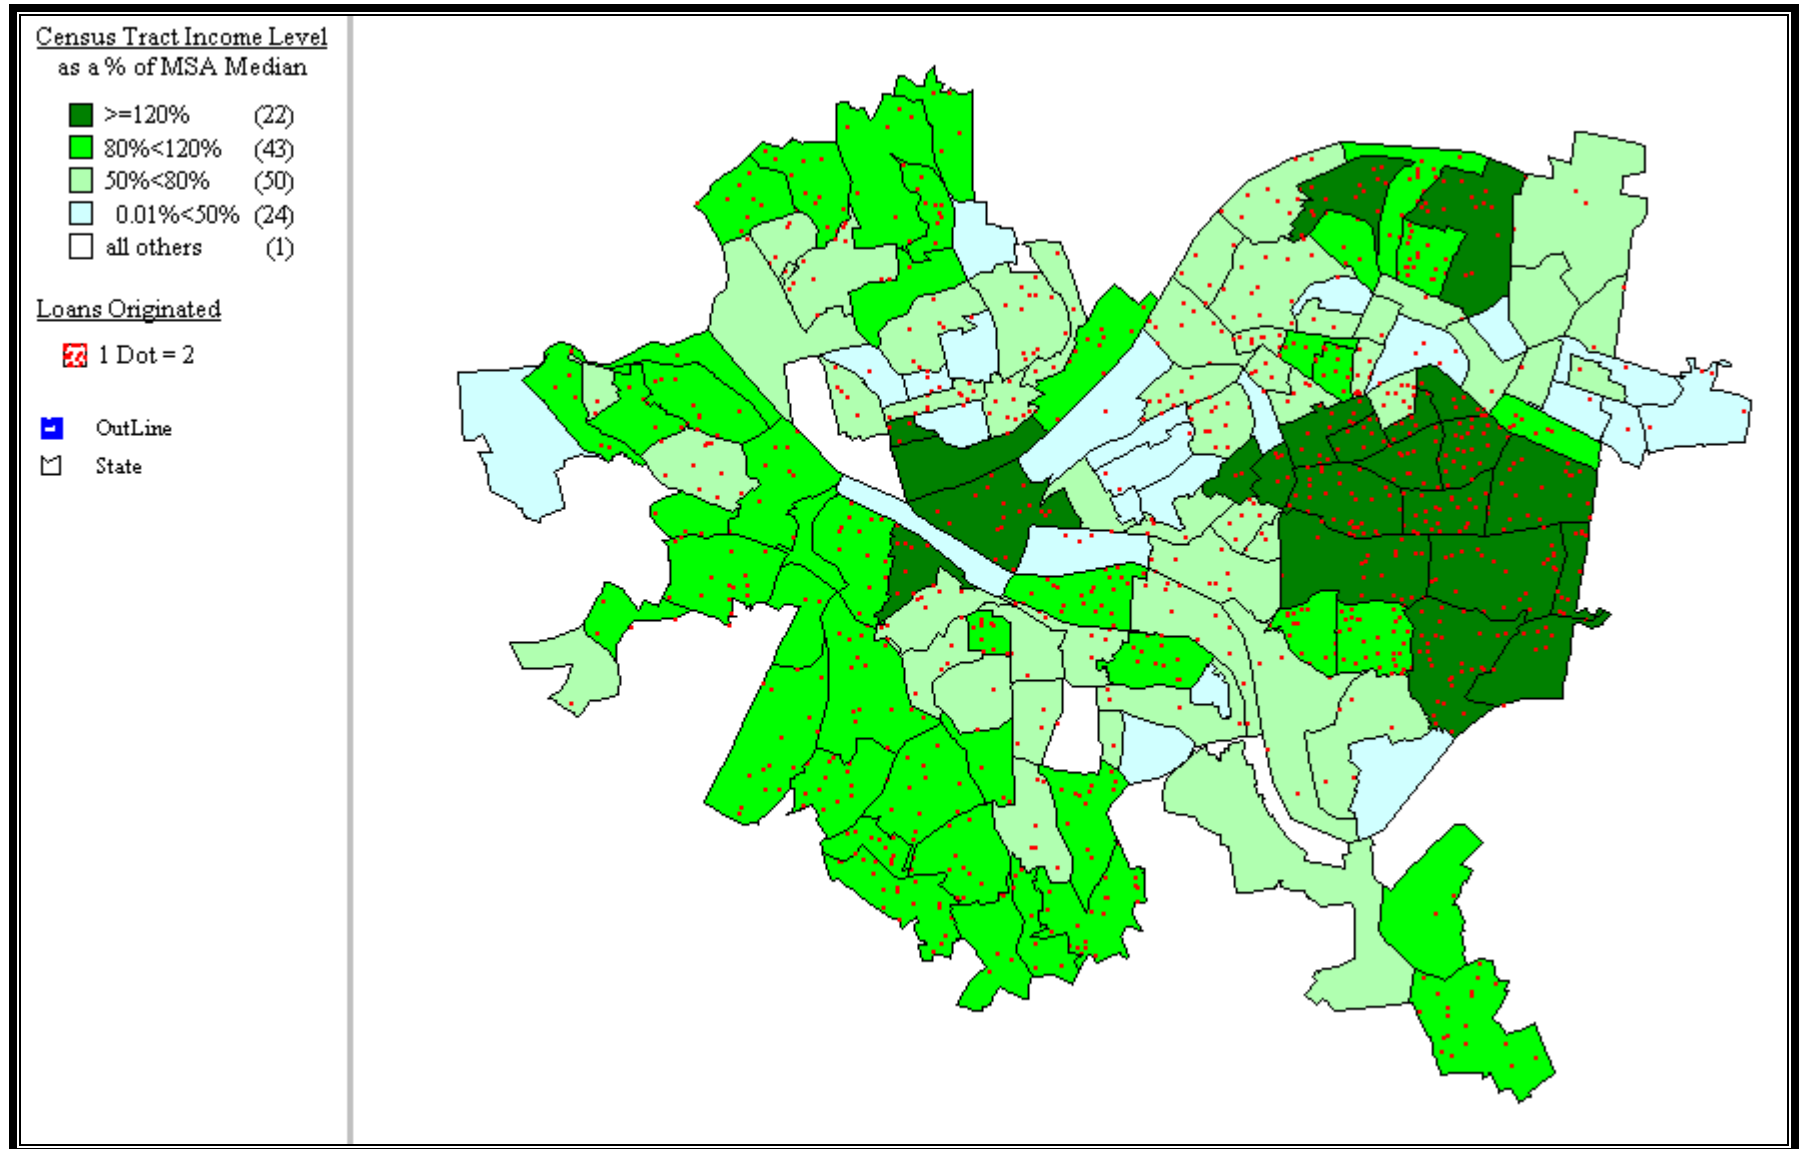 Census Tract Income Level
as a % of MSA Median
>=120% (22)
80%<120% (43)
50%<80% (50)
0.01%<50% (24)
all others (1)
Loans Originated
1 Dot = 2
OutLine
State